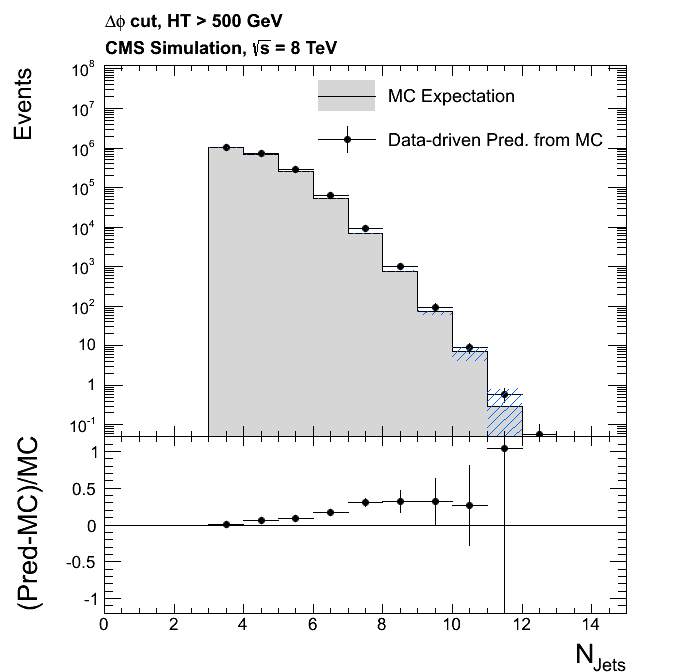 Δϕ cut, HT > 500 GeV
CMS Simulation, √s = 8 TeV
Events
10^8
10^7
10^6
10^5
10^4
10^3
10^2
10
1
10^-1
MC Expectation
Data-driven Pred. from MC
(Pred-MC)/MC
1
0.5
0
-0.5
-1
0 2 4 6 8 10 12 14
N_Jets